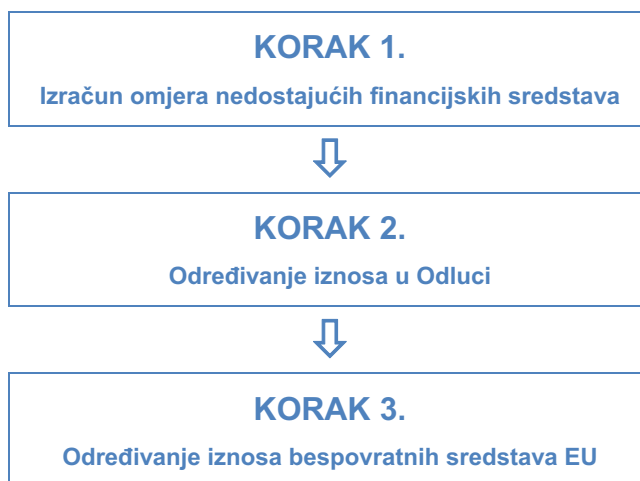 KORAK 1.
Izračun omjera nedostajućih financijskih sredstava
KORAK 2.
Određivanje iznosa u Odluci
KORAK 3.
Određivanje iznosa bespovratnih sredstava EU